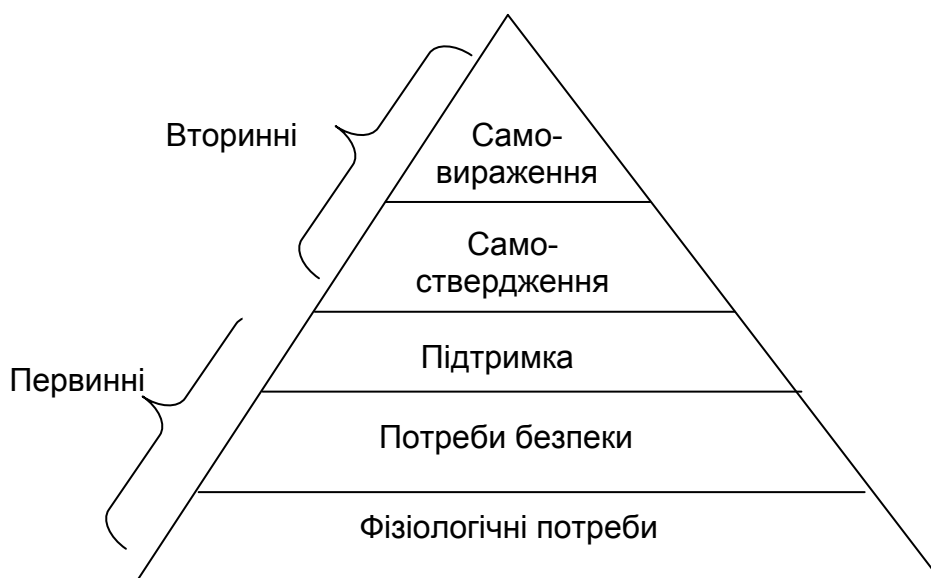 Вторинні
Само-
вираження
Само-
ствердження
Підтримка
Первинні
Потреби безпеки
Фізіологічні потреби